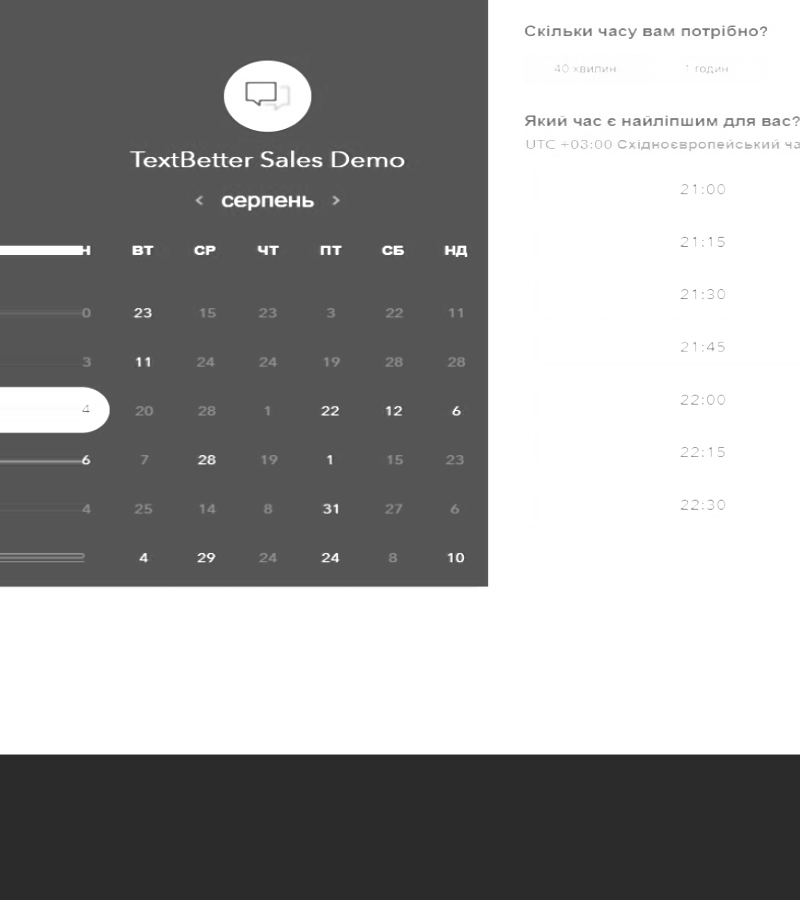 TextBetter Sales Demo
‹ серпень ›
Н ВТ СР ЧТ ПТ СБ НД
0 23 15 23 3 22 11
3 11 24 24 19 28 28
4 20 28 1 22 12 6
6 7 28 19 1 15 23
4 25 14 8 31 27 6
4 29 24 24 8 10
Скільки часу вам потрібно?
40 хвилин 1 годин
Який час є найліпшим для вас?
UTC +03:00 Східноєвропейський ча
21:00
21:15
21:30
21:45
22:00
22:15
22:30